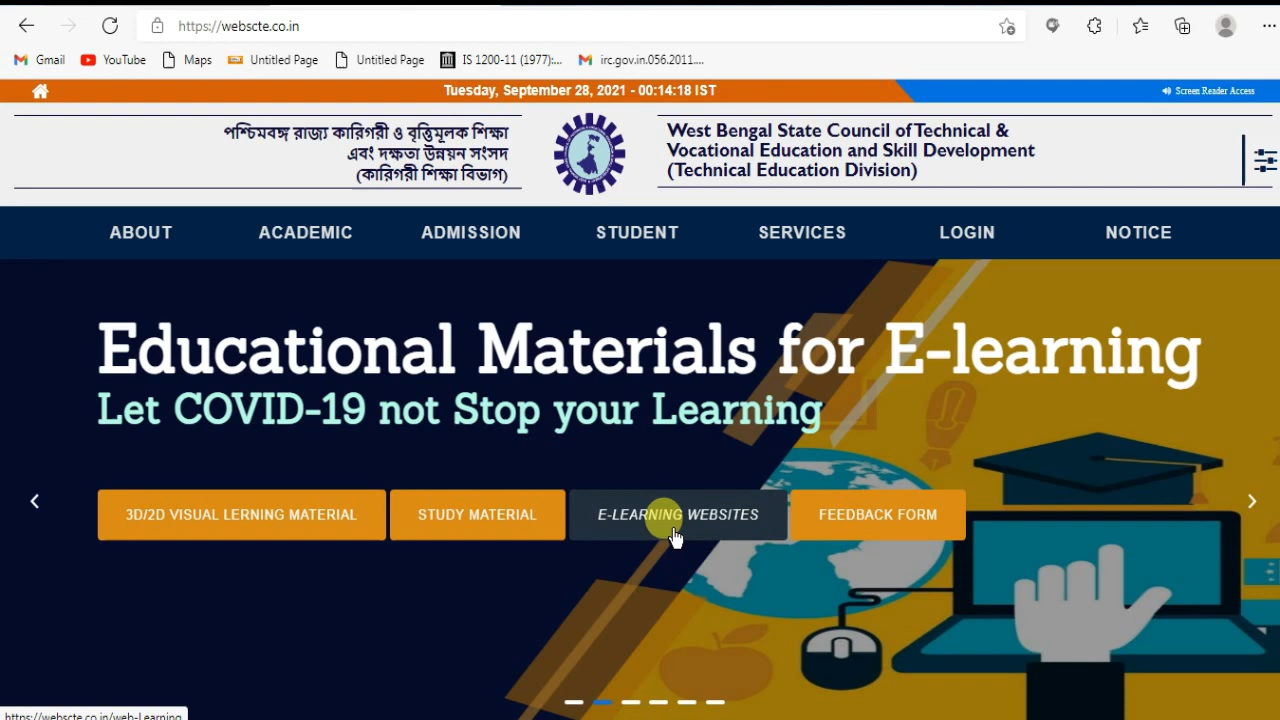 https://webscte.co.in
Gmail
YouTube
Maps
Untitled Page
Untitled Page
IS 1200-11 (1977):...
irc.gov.in.056.2011....
Tuesday, September 28, 2021 - 00:14:18 IST
Screen Reader Access
পশ্চিমবঙ্গ রাজ্য কারিগরী ও বৃত্তিমূলক শিক্ষা
এবং দক্ষতা উন্নয়ন সংসদ
(কারিগরী শিক্ষা বিভাগ)
West Bengal State Council of Technical &
Vocational Education and Skill Development
(Technical Education Division)
ABOUT
ACADEMIC
ADMISSION
STUDENT
SERVICES
LOGIN
NOTICE
Educational Materials for E-learning
Let COVID-19 not Stop your Learning
3D/2D VISUAL LERNING MATERIAL
STUDY MATERIAL
E-LEARNING WEBSITES
FEEDBACK FORM
https://webscte.co.in/web-Learning